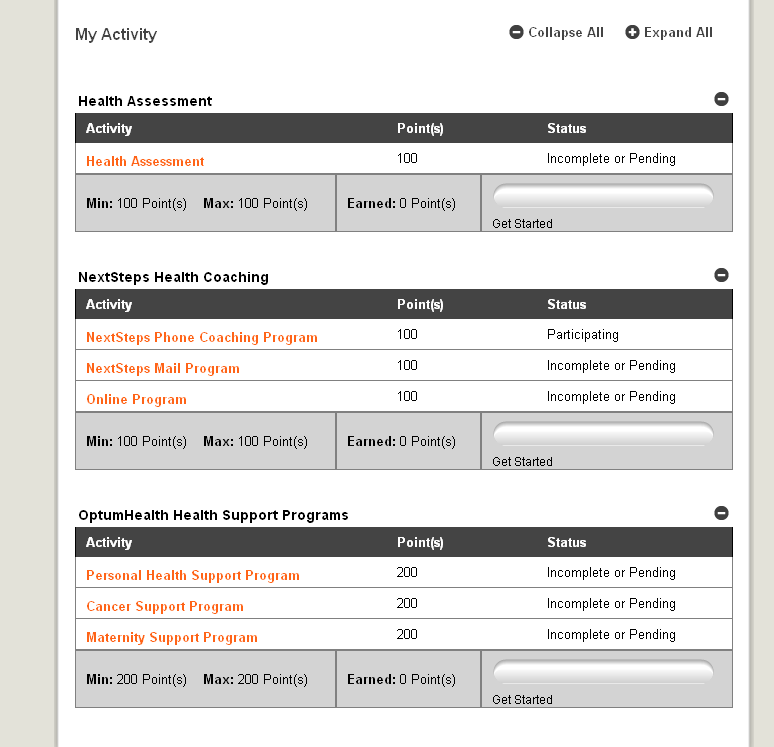 My Activity Collapse All Expand All
Health Assessment
Activity Point(s) Status
Health Assessment 100 Incomplete or Pending
Min: 100 Point(s) Max: 100 Point(s) Earned: 0 Point(s)
Get Started
NextSteps Health Coaching
Activity Point(s) Status
NextSteps Phone Coaching Program 100 Participating
NextSteps Mail Program 100 Incomplete or Pending
Online Program 100 Incomplete or Pending
Min: 100 Point(s) Max: 100 Point(s) Earned: 0 Point(s)
Get Started
OptumHealth Health Support Programs
Activity Point(s) Status
Personal Health Support Program 200 Incomplete or Pending
Cancer Support Program 200 Incomplete or Pending
Maternity Support Program 200 Incomplete or Pending
Min: 200 Point(s) Max: 200 Point(s) Earned: 0 Point(s)
Get Started